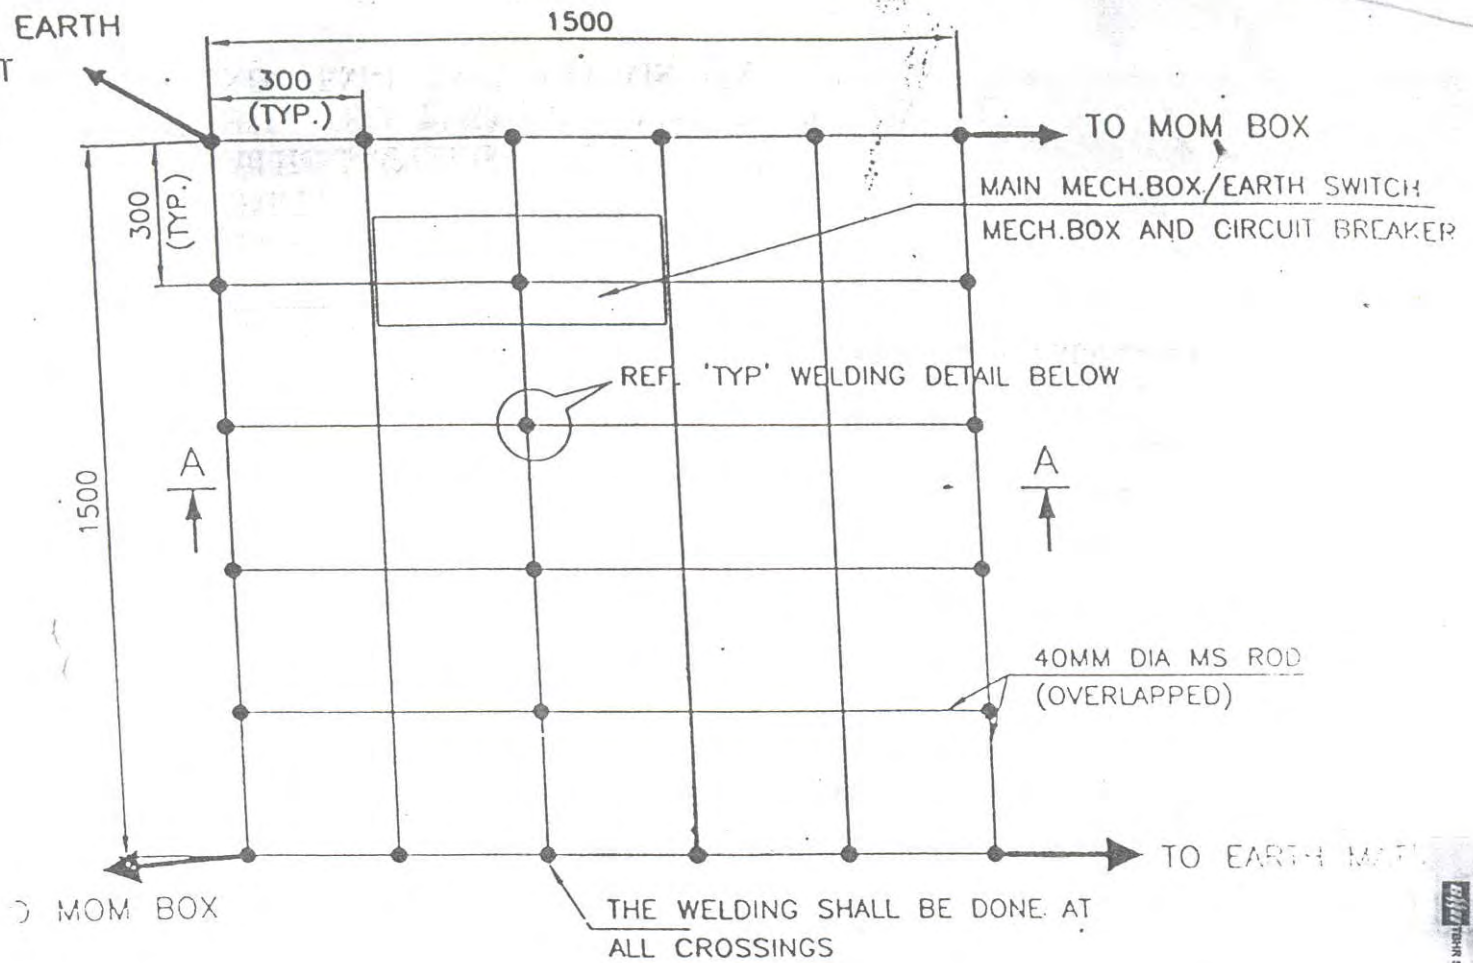 EARTH
1500
T
300
(TYP.)
TO MOM BOX
MAIN MECH.BOX/EARTH SWITCH
MECH.BOX AND CIRCUIT BREAKER
300
(TYP.)
REF. 'TYP' WELDING DETAIL BELOW
A
A
1500
40MM DIA MS ROD
(OVERLAPPED)
TO EARTH
MOM BOX
THE WELDING SHALL BE DONE AT
ALL CROSSINGS